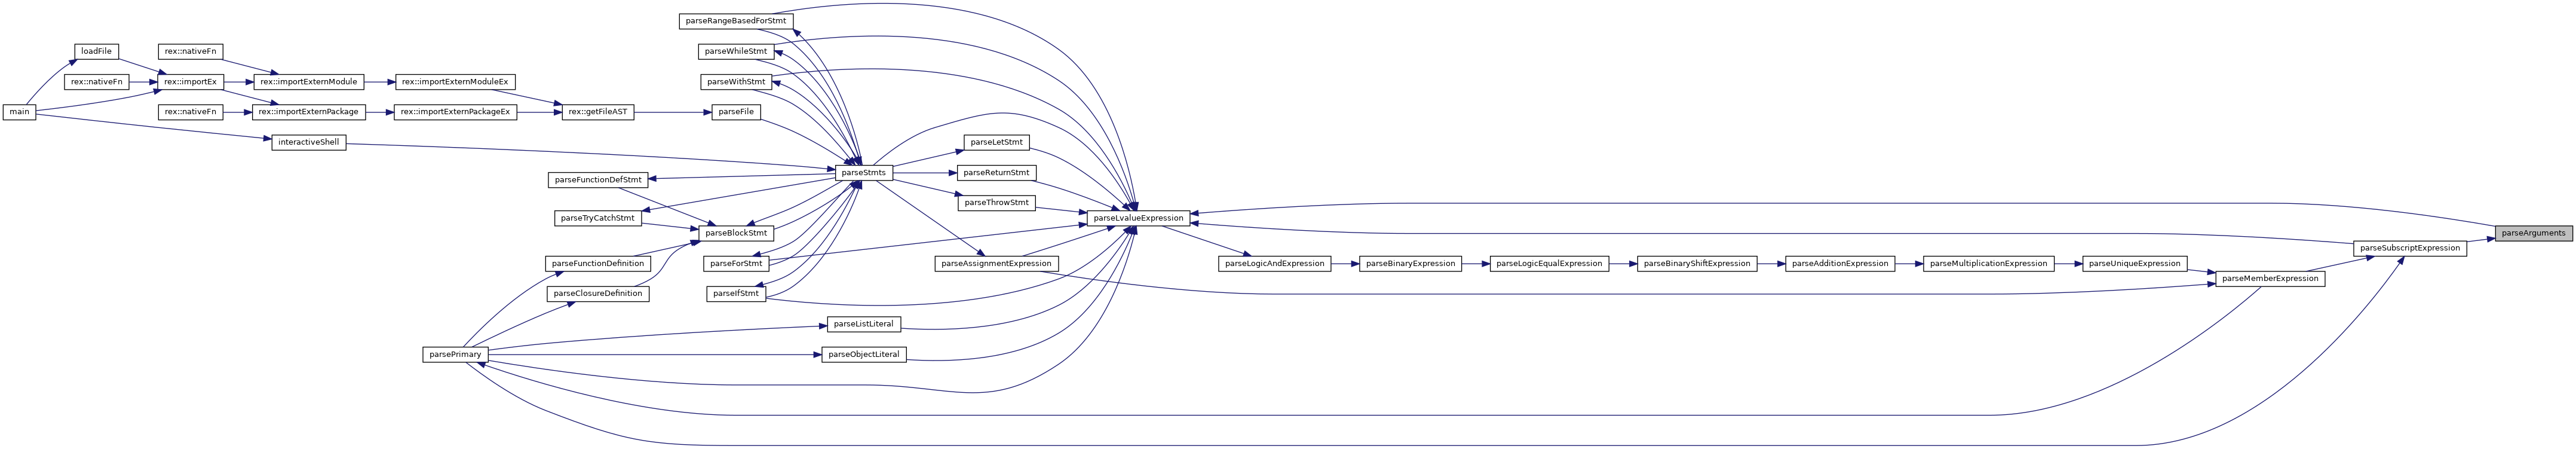 main
loadFile
rex::nativeFn
rex::nativeFn
rex::importEx
rex::nativeFn
rex::importExternModule
rex::importExternPackage
interactiveShell
rex::importExternModuleEx
rex::importExternPackageEx
rex::getFileAST
parseRangeBasedForStmt
parseWhileStmt
parseWithStmt
parseFile
parseFunctionDefStmt
parseTryCatchStmt
parseBlockStmt
parseFunctionDefinition
parseForStmt
parseClosureDefinition
parseIfStmt
parsePrimary
parseStmts
parseListLiteral
parseObjectLiteral
parseLetStmt
parseReturnStmt
parseThrowStmt
parseAssignmentExpression
parseLvalueExpression
parseLogicAndExpression
parseBinaryExpression
parseLogicEqualExpression
parseBinaryShiftExpression
parseAdditionExpression
parseMultiplicationExpression
parseUniqueExpression
parseMemberExpression
parseSubscriptExpression
parseArguments